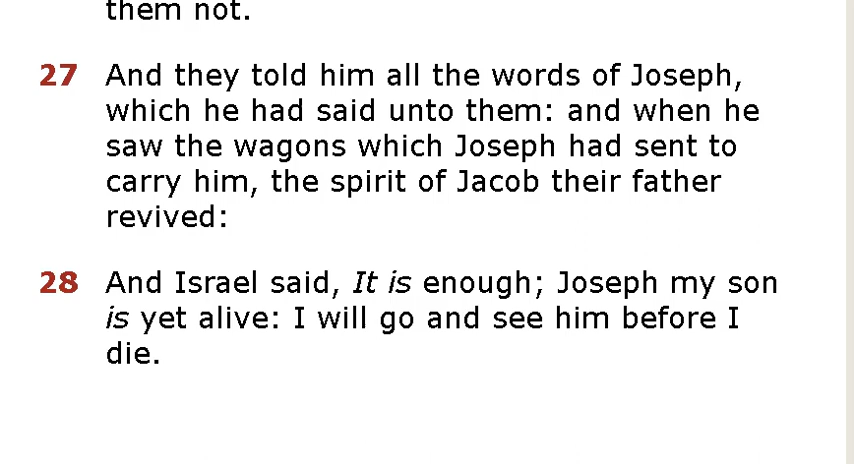 them not.
27 And they told him all the words of Joseph,
which he had said unto them: and when he
saw the wagons which Joseph had sent to
carry him, the spirit of Jacob their father
revived:
28 And Israel said, It is enough; Joseph my son
is yet alive: I will go and see him before I
die.